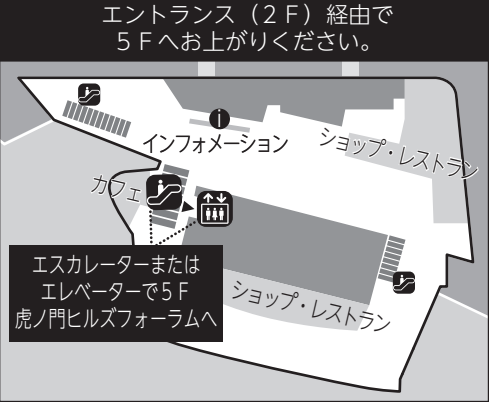 エントランス（２Ｆ）経由で
５Ｆへお上がりください。
インフォメーション
ショップ・レストラン
カフェ
エスカレーターまたは
エレベーターで５Ｆ
虎ノ門ヒルズフォーラムへ
ショップ・レストラン